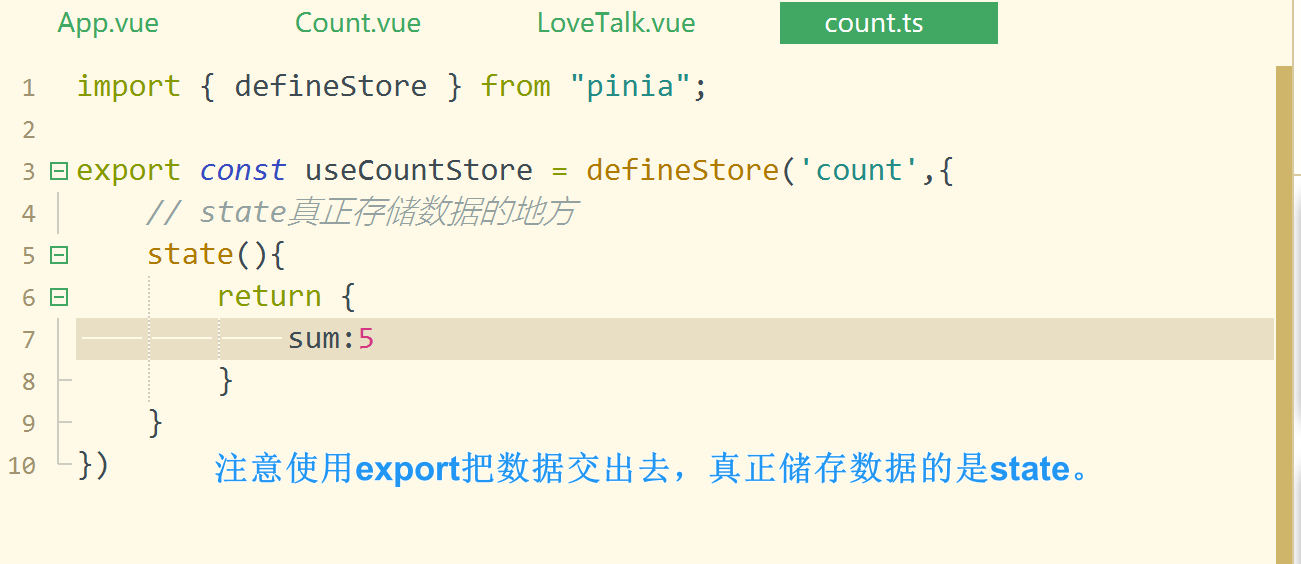 App.vue Count.vue LoveTalk.vue count.ts
1 import { defineStore } from "pinia";
2
3 export const useCountStore = defineStore('count',{
4 // state真正存储数据的地方
5 state(){
6 return {
7 sum:5
8 }
9 }
10 })
注意使用export把数据交出去，真正储存数据的是state。